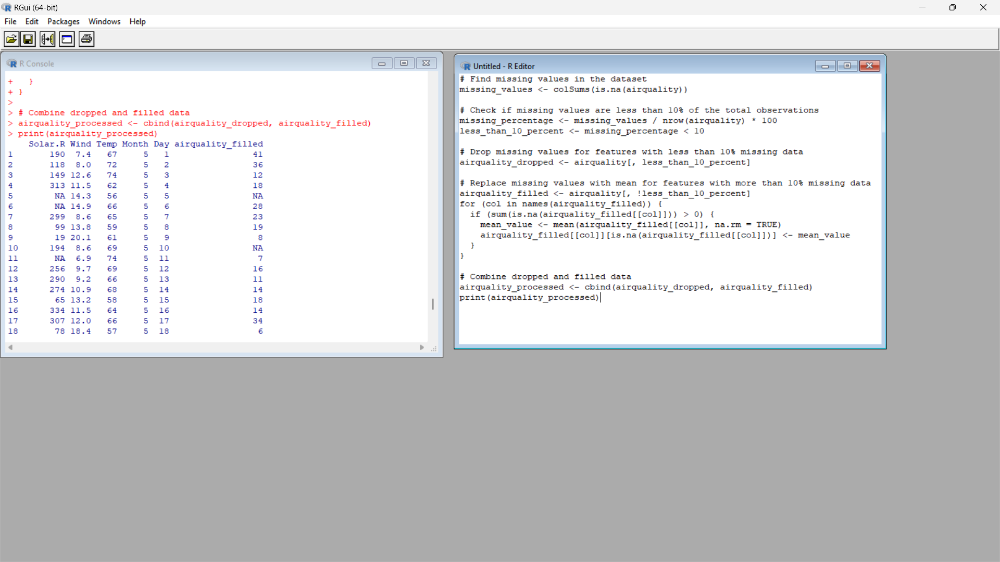 RGui (64-bit)
File Edit Packages Windows Help
R Console
+   }
+ }
>
> # Combine dropped and filled data
> airquality_processed <- cbind(airquality_dropped, airquality_filled)
> print(airquality_processed)
    Solar.R Wind Temp Month Day airquality_filled
1       190  7.4   67     5   1                41
2       118  8.0   72     5   2                36
3       149 12.6   74     5   3                12
4       313 11.5   62     5   4                18
5        NA 14.3   56     5   5                NA
6        NA 14.9   66     5   6                28
7       299  8.6   65     5   7                23
8        99 13.8   59     5   8                19
9        19 20.1   61     5   9                 8
10      194  8.6   69     5  10                NA
11       NA  6.9   74     5  11                 7
12      256  9.7   69     5  12                16
13      290  9.2   66     5  13                11
14      274 10.9   68     5  14                14
15       65 13.2   58     5  15                18
16      334 11.5   64     5  16                14
17      307 12.0   66     5  17                34
18       78 18.4   57     5  18                 6
Untitled - R Editor
# Find missing values in the dataset
missing_values <- colSums(is.na(airquality))
# Check if missing values are less than 10% of the total observations
missing_percentage <- missing_values / nrow(airquality) * 100
less_than_10_percent <- missing_percentage < 10
# Drop missing values for features with less than 10% missing data
airquality_dropped <- airquality[, less_than_10_percent]
# Replace missing values with mean for features with more than 10% missing data
airquality_filled <- airquality[, !less_than_10_percent]
for (col in names(airquality_filled)) {
  if (sum(is.na(airquality_filled[[col]])) > 0) {
    mean_value <- mean(airquality_filled[[col]], na.rm = TRUE)
    airquality_filled[[col]][is.na(airquality_filled[[col]])] <- mean_value
  }
}
# Combine dropped and filled data
airquality_processed <- cbind(airquality_dropped, airquality_filled)
print(airquality_processed)